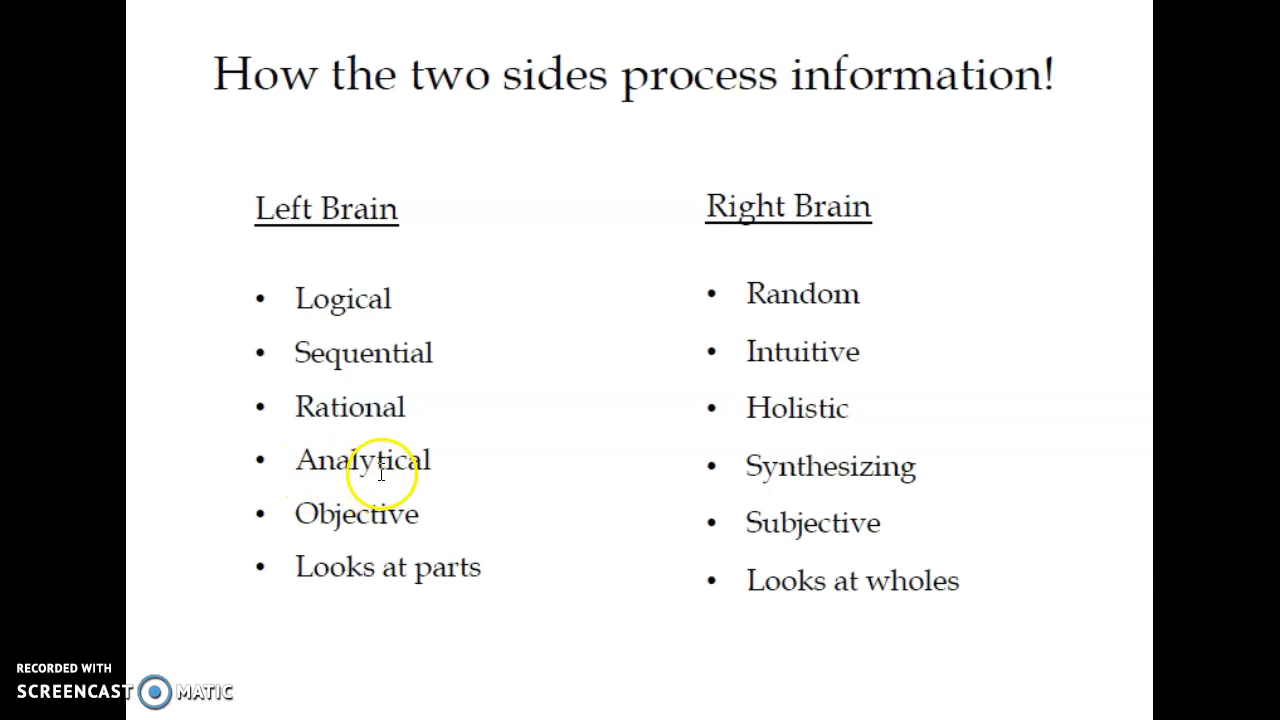 How the two sides process information!
Left Brain
• Logical
• Sequential
• Rational
• Analytical
• Objective
• Looks at parts
Right Brain
• Random
• Intuitive
• Holistic
• Synthesizing
• Subjective
• Looks at wholes
RECORDED WITH
SCREENCAST MATIC